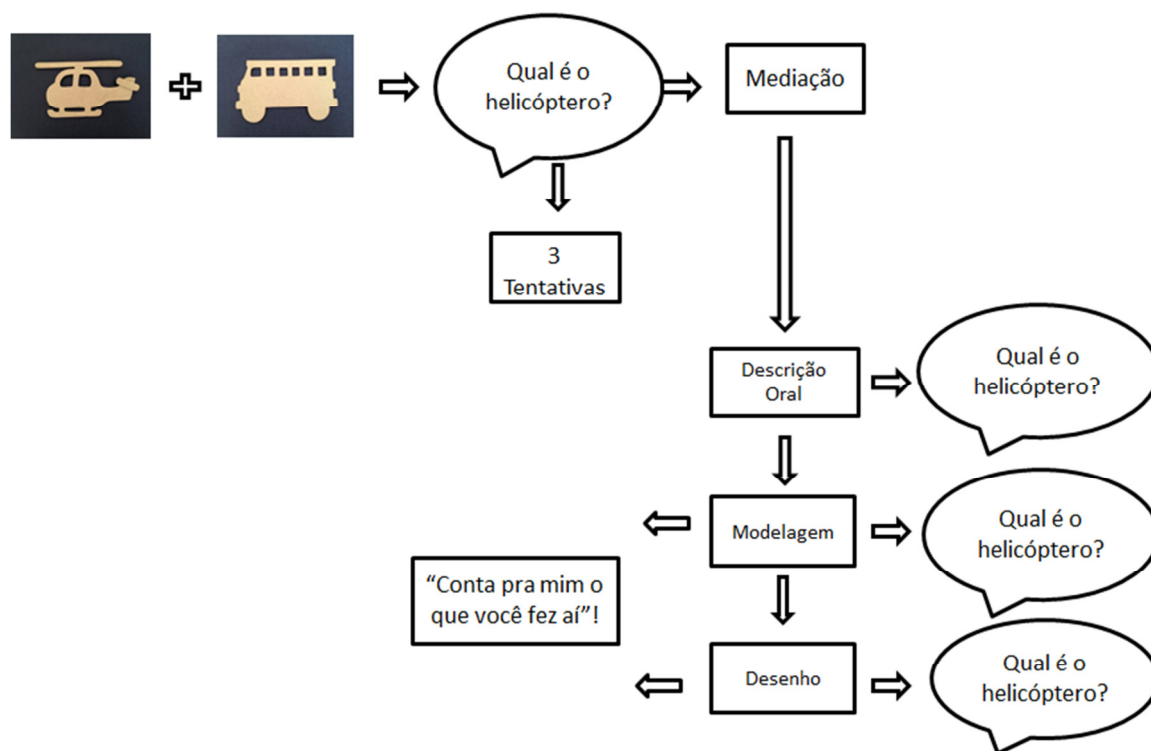 Qual é o
helicóptero?
Mediação
3
Tentativas
Descrição
Oral
Qual é o
helicóptero?
Modelagem
Qual é o
helicóptero?
“Conta pra mim o
que você fez aí”!
Desenho
Qual é o
helicóptero?